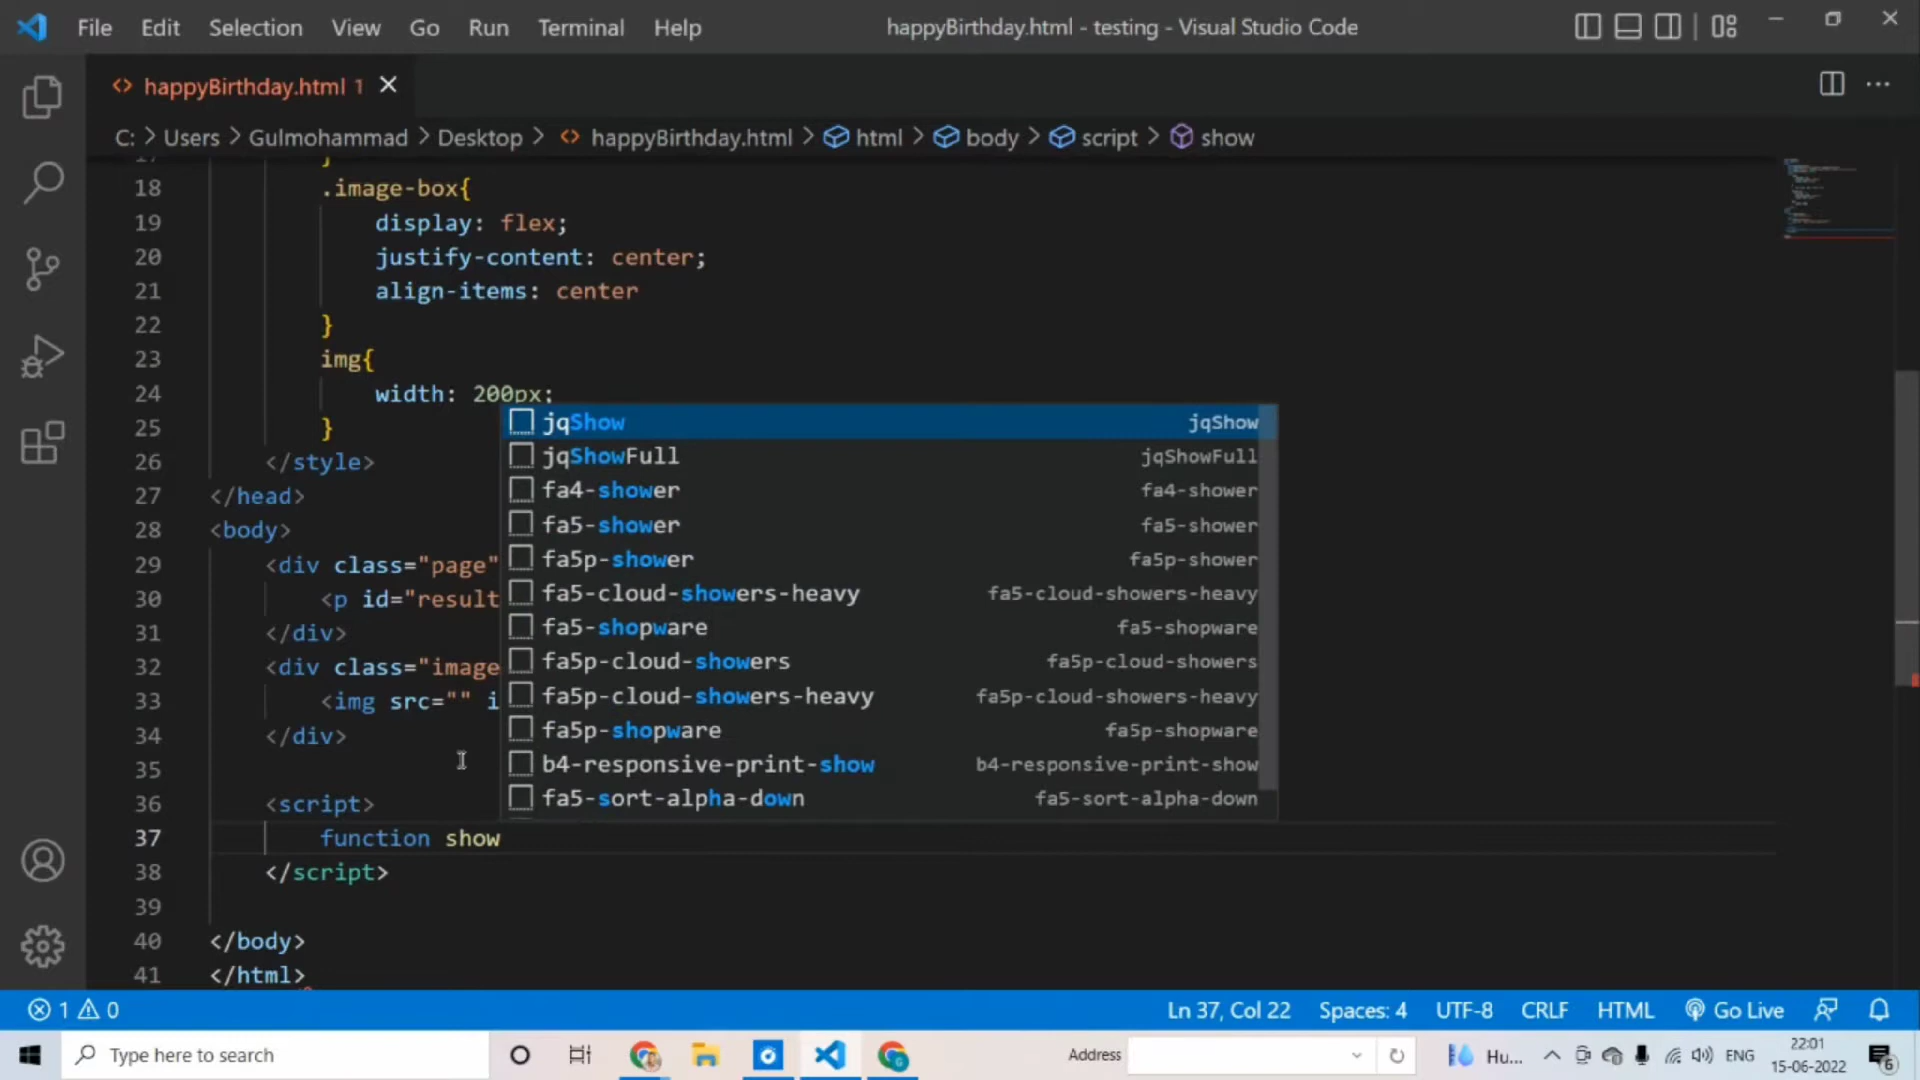 File Edit Selection View Go Run Terminal Help happyBirthday.html - testing - Visual Studio Code
<> happyBirthday.html 1
C: > Users > Gulmohammad > Desktop > <> happyBirthday.html > html > body > script > show
17 }
18 .image-box{
19 display: flex;
20 justify-content: center;
21 align-items: center
22 }
23 img{
24 width: 200px;
25 }
26 </style>
27 </head>
28 <body>
29 <div class="page"
30 <p id="result
31 </div>
32 <div class="image
33 <img src="" i
34 </div>
35
36 <script>
37 function show
38 </script>
39
40 </body>
41 </html>
jqShow jqShow
jqShowFull jqShowFull
fa4-shower fa4-shower
fa5-shower fa5-shower
fa5p-shower fa5p-shower
fa5-cloud-showers-heavy fa5-cloud-showers-heavy
fa5-shopware fa5-shopware
fa5p-cloud-showers fa5p-cloud-showers
fa5p-cloud-showers-heavy fa5p-cloud-showers-heavy
fa5p-shopware fa5p-shopware
b4-responsive-print-show b4-responsive-print-show
fa5-sort-alpha-down fa5-sort-alpha-down
1 0 Ln 37, Col 22 Spaces: 4 UTF-8 CRLF HTML Go Live
Type here to search Address Hu... ENG 22:01
15-06-2022 6